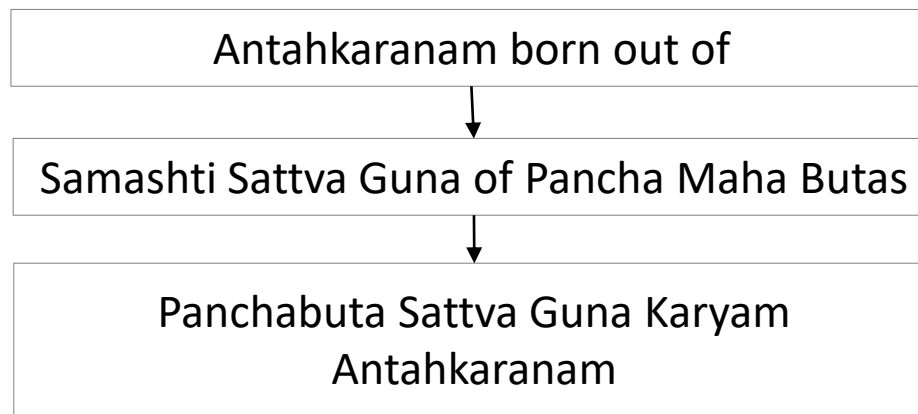 Antahkaranam born out of
Samashti Sattva Guna of Pancha Maha Butas
Panchabuta Sattva Guna Karyam
Antahkaranam